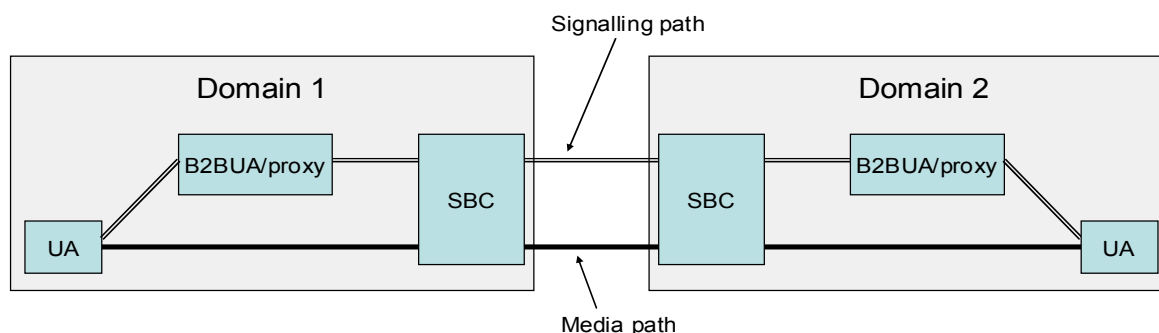 Signalling path
Domain 1
Domain 2
B2BUA/proxy
B2BUA/proxy
SBC
SBC
UA
UA
Media path